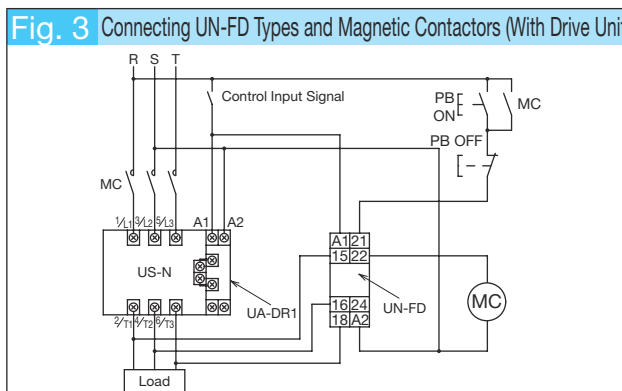 Fig. 3 Connecting UN-FD Types and Magnetic Contactors (With Drive Unit
R S T
Control Input Signal
PB ON
MC
PB OFF
MC
1/L1 3/L2 5/L3 A1 A2
US-N
A1 21
15 22
UA-DR1
UN-FD
16 24
18 A2
MC
2/T1 4/T2 6/T3
Load